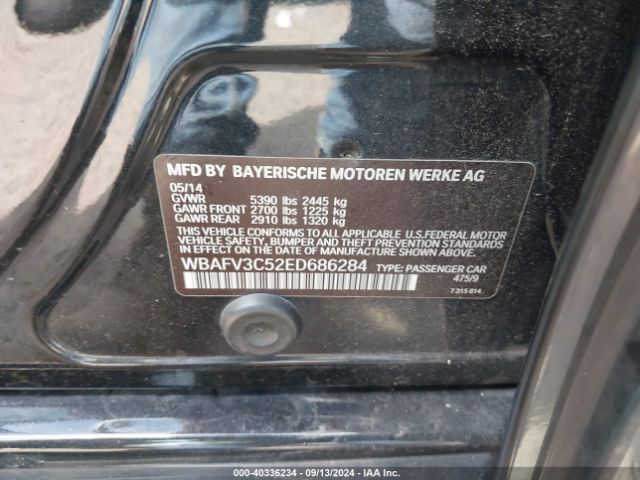 MFD BY BAYERISCHE MOTOREN WERKE AG
05/14
GVWR 5390 lbs 2445 kg
GAWR FRONT 2700 lbs 1225 kg
GAWR REAR 2910 lbs 1320 kg
THIS VEHICLE CONFORMS TO ALL APPLICABLE U.S.FEDERAL MOTOR
VEHICLE SAFETY, BUMPER, AND THEFT PREVENTION
STANDARDS IN EFFECT ON THE DATE OF MANUFACTURE SHOWN ABOVE.
WBAFV3C52ED686284 TYPE: PASSENGER CAR
475/9
7315814
000-40336234 - 09/13/2024 - IAA Inc.